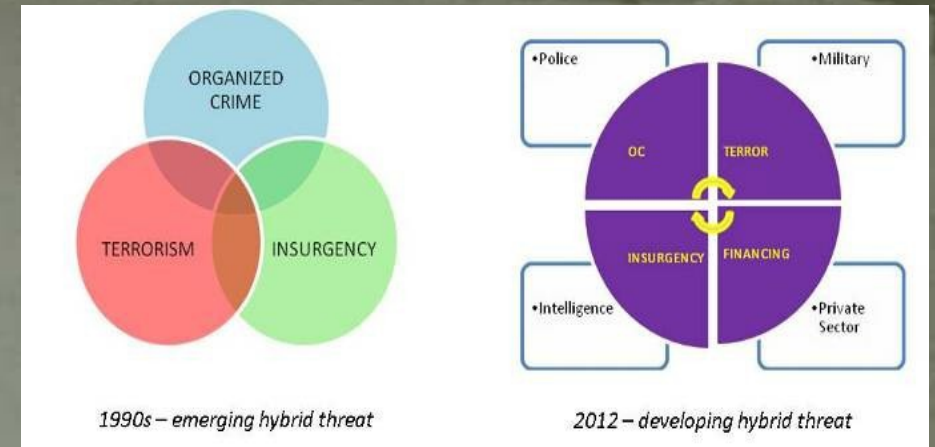 ORGANIZED
CRIME
TERRORISM
INSURGENCY
1990s – emerging hybrid threat
•Police
•Military
OC
TERROR
INSURGENCY
FINANCING
•Intelligence
•Private
Sector
2012 – developing hybrid threat